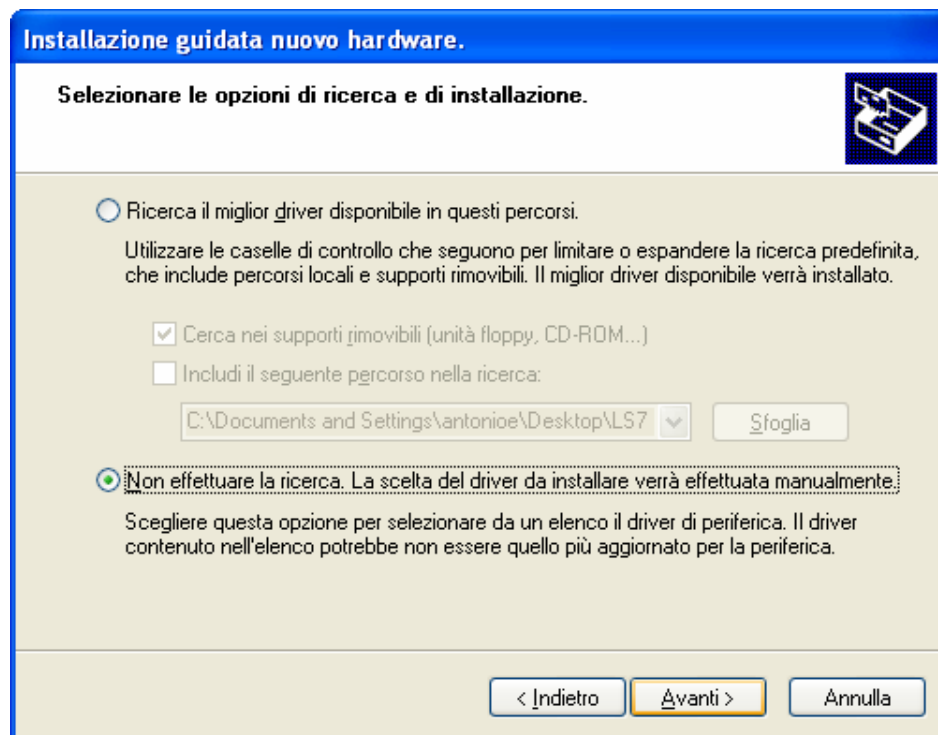 Installazione guidata nuovo hardware.
Selezionare le opzioni di ricerca e di installazione.
Ricerca il miglior driver disponibile in questi percorsi.
Utilizzare le caselle di controllo che seguono per limitare o espandere la ricerca predefinita,
che include percorsi locali e supporti rimovibili. Il miglior driver disponibile verrà installato.
Cerca nei supporti rimovibili (unità floppy, CD-ROM...)
Includi il seguente percorso nella ricerca:
C:\Documents and Settings\antonioe\Desktop\LS7
Sfoglia
Non effettuare la ricerca. La scelta del driver da installare verrà effettuata manualmente.
Scegliere questa opzione per selezionare da un elenco il driver di periferica. Il driver
contenuto nell'elenco potrebbe non essere quello più aggiornato per la periferica.
< Indietro
Avanti >
Annulla